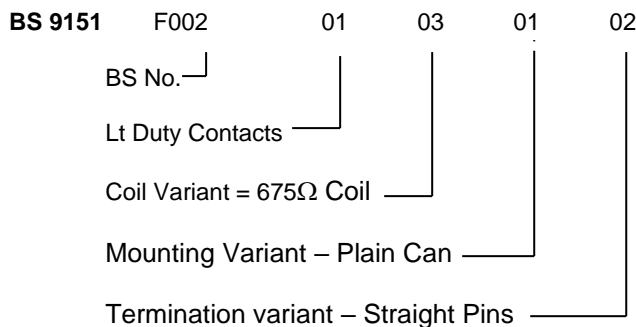 BS 9151 F002 01 03 01 02
BS No.
Lt Duty Contacts
Coil Variant = 675Ω Coil
Mounting Variant – Plain Can
Termination variant – Straight Pins